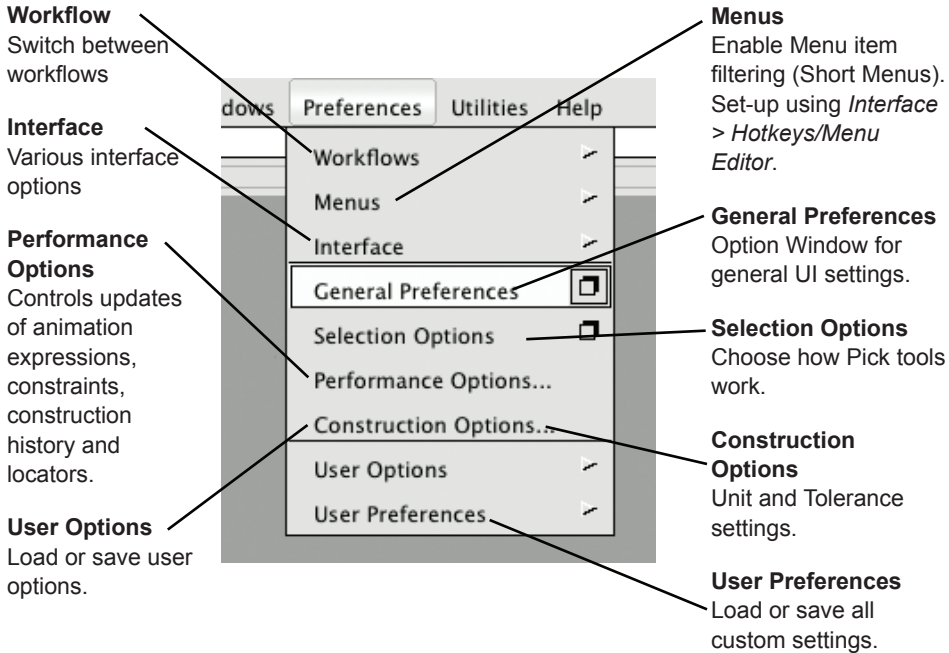 Workflow
Switch between
workflows
Interface
Various interface
options
Performance
Options
Controls updates
of animation
expressions,
constraints,
construction
history and
locators.
User Options
Load or save user
options.
dows Preferences Utilities Help
Workflows
Menus
Interface
General Preferences
Selection Options
Performance Options...
Construction Options...
User Options
User Preferences
Menus
Enable Menu item
filtering (Short Menus).
Set-up using Interface
> Hotkeys/Menu
Editor.
General Preferences
Option Window for
general UI settings.
Selection Options
Choose how Pick tools
work.
Construction
Options
Unit and Tolerance
settings.
User Preferences
Load or save all
custom settings.